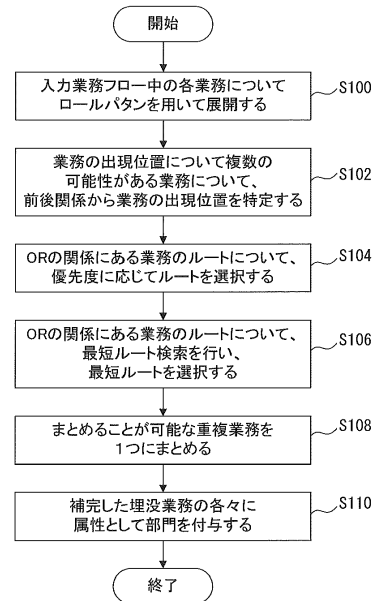 開始
入力業務フロー中の各業務について
ロールパタンを用いて展開する
S100
業務の出現位置について複数の
可能性がある業務について、
前後関係から業務の出現位置を特定する
S102
ORの関係にある業務のルートについて、
優先度に応じてルートを選択する
S104
ORの関係にある業務のルートについて、
最短ルート検索を行い、
最短ルートを選択する
S106
まとめることが可能な重複業務を
1つにまとめる
S108
補完した埋没業務の各々に
属性として部門を付与する
S110
終了